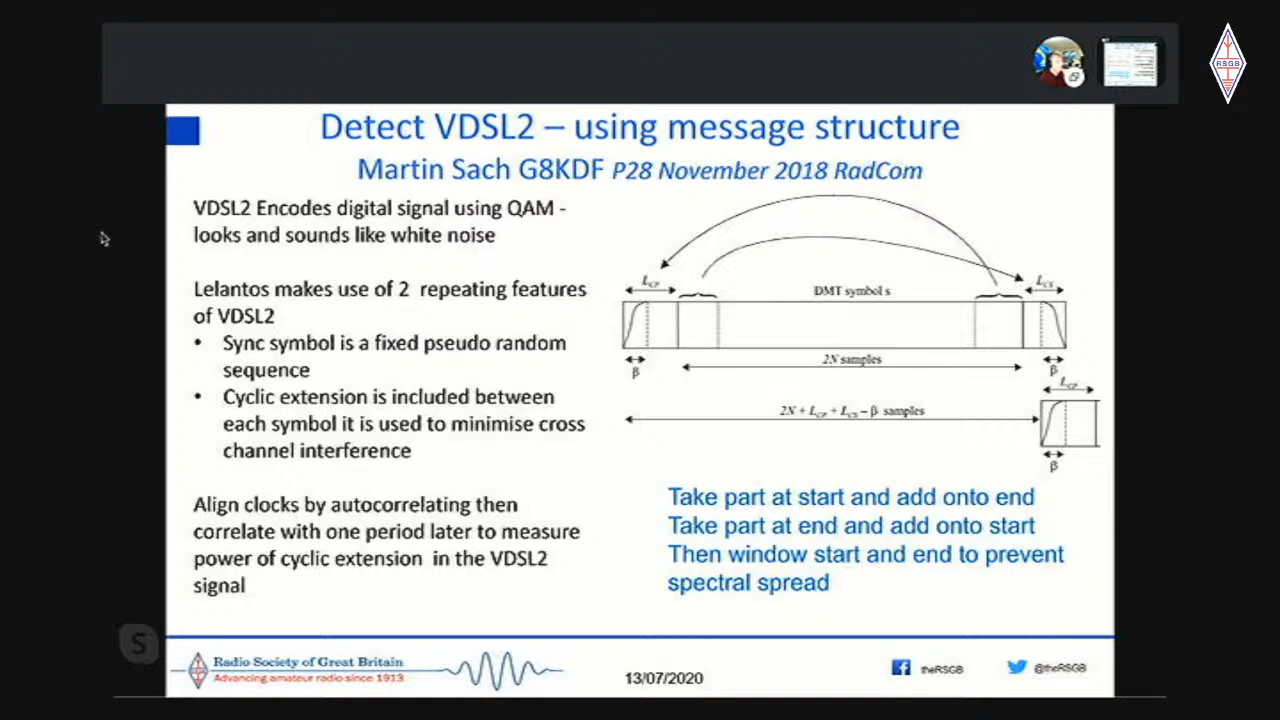 RSGB
Detect VDSL2 – using message structure
Martin Sach G8KDF P28 November 2018 RadCom
VDSL2 Encodes digital signal using QAM -
looks and sounds like white noise
Lelantos makes use of 2 repeating features
of VDSL2
• Sync symbol is a fixed pseudo random
sequence
• Cyclic extension is included between
each symbol it is used to minimise cross
channel interference
Align clocks by autocorrelating then
correlate with one period later to measure
power of cyclic extension in the VDSL2
signal
L_CP
DMT symbol s
L_CS
β
2N samples
β
L_CP
2N + L_CP + L_CS – β samples
β
Take part at start and add onto end
Take part at end and add onto start
Then window start and end to prevent
spectral spread
S
Radio Society of Great Britain
Advancing amateur radio since 1913
13/07/2020
theRSGB
@theRSGB